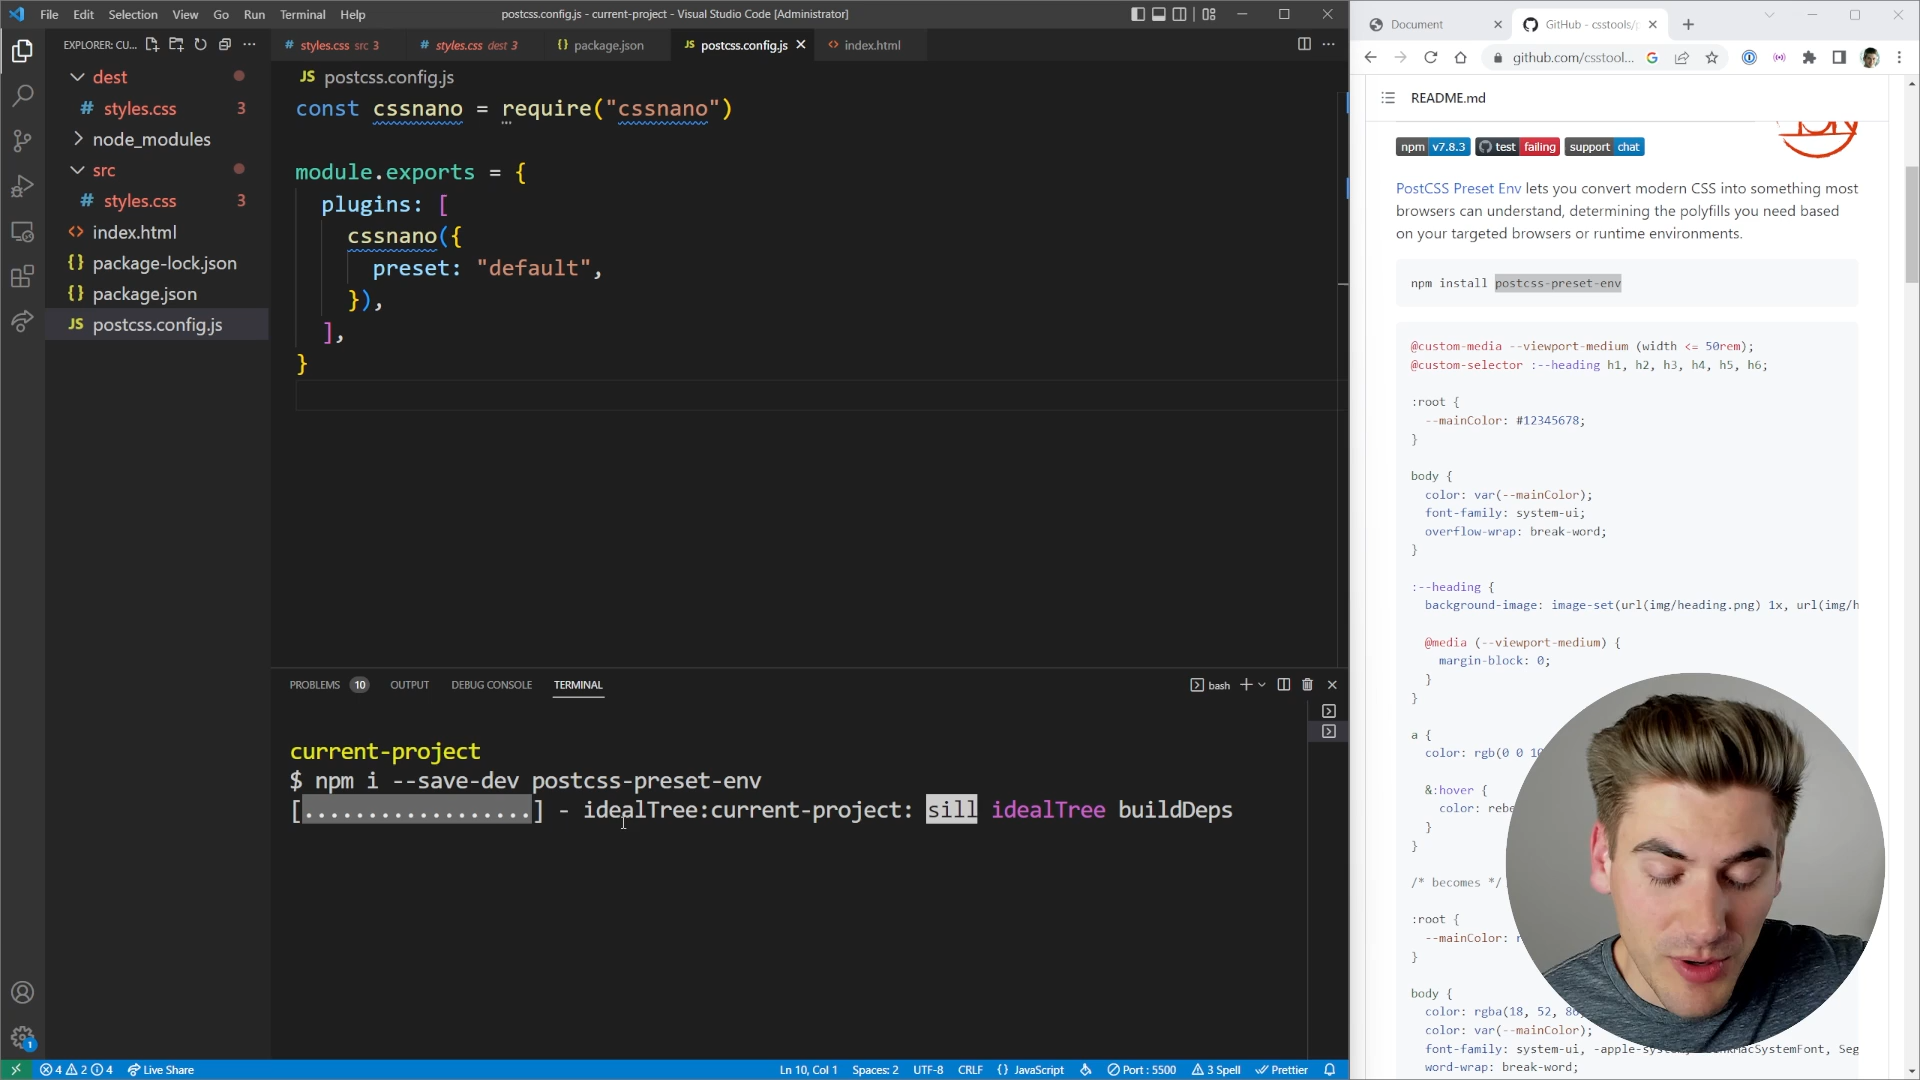 File Edit Selection View Go Run Terminal Help
postcss.config.js - current-project - Visual Studio Code [Administrator]
EXPLORER: CU...
dest
# styles.css 3
node_modules
src
# styles.css 3
<> index.html
{} package-lock.json
{} package.json
JS postcss.config.js
# styles.css src 3
# styles.css dest 3
{} package.json
JS postcss.config.js
<> index.html
JS postcss.config.js
const cssnano = require("cssnano")
module.exports = {
plugins: [
cssnano({
preset: "default",
}),
],
}
PROBLEMS 10 OUTPUT DEBUG CONSOLE TERMINAL
bash
current-project
$ npm i --save-dev postcss-preset-env
[..................] - idealTree:current-project: sill idealTree buildDeps
1
4 2 4 Live Share
Ln 10, Col 1 Spaces: 2 UTF-8 CRLF {} JavaScript Port : 5500 3 Spell Prettier
Document
GitHub - csstools/
github.com/csstool...
README.md
npm v7.8.3 test failing support chat
PostCSS Preset Env lets you convert modern CSS into something most
browsers can understand, determining the polyfills you need based
on your targeted browsers or runtime environments.
npm install postcss-preset-env
@custom-media --viewport-medium (width <= 50rem);
@custom-selector :--heading h1, h2, h3, h4, h5, h6;
:root {
--mainColor: #12345678;
}
body {
color: var(--mainColor);
font-family: system-ui;
overflow-wrap: break-word;
}
:--heading {
background-image: image-set(url(img/heading.png) 1x, url(img/h
@media (--viewport-medium) {
margin-block: 0;
}
}
a {
color: rgb(0 0
&:hover {
color:
}
}
/* becomes */
:root {
--mainColor:
}
body {
color: rgba(18, 52,
color: var(--mainColor);
font-family: system-ui, Seg
word-wrap: break-word;